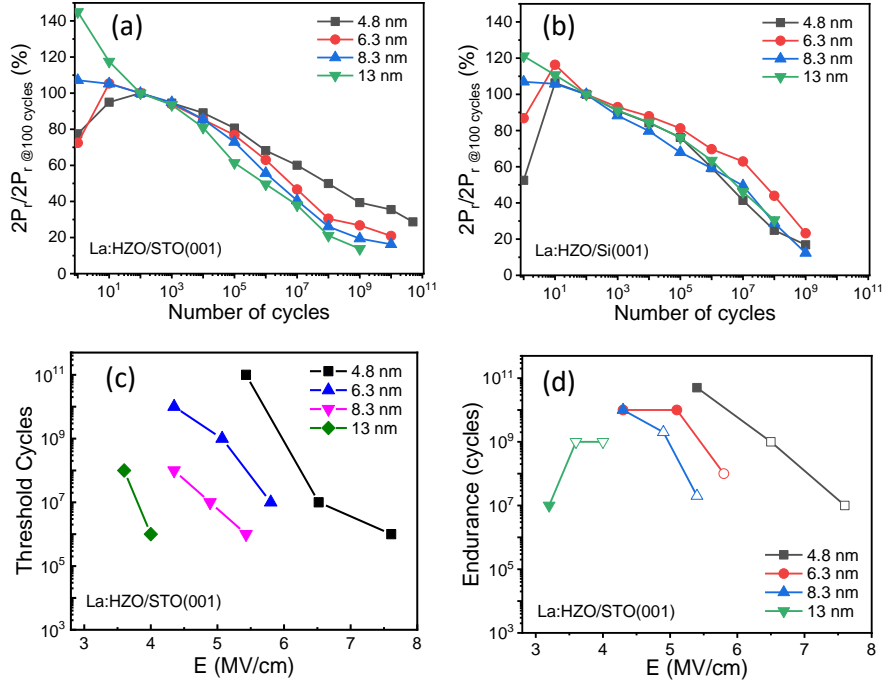 (a)
4.8 nm
6.3 nm
8.3 nm
13 nm
2Pr/2Pr @100 cycles (%)
140
120
100
80
60
40
20
0
La:HZO/STO(001)
10^1 10^3 10^5 10^7 10^9 10^11
Number of cycles
(b)
4.8 nm
6.3 nm
8.3 nm
13 nm
2Pr/2Pr @100 cycles (%)
140
120
100
80
60
40
20
0
La:HZO/Si(001)
10^1 10^3 10^5 10^7 10^9 10^11
Number of cycles
(c)
4.8 nm
6.3 nm
8.3 nm
13 nm
Threshold Cycles
10^11
10^9
10^7
10^5
10^3
La:HZO/STO(001)
3 4 5 6 7 8
E (MV/cm)
(d)
Endurance (cycles)
10^11
10^9
10^7
10^5
10^3
4.8 nm
6.3 nm
8.3 nm
13 nm
La:HZO/STO(001)
3 4 5 6 7 8
E (MV/cm)